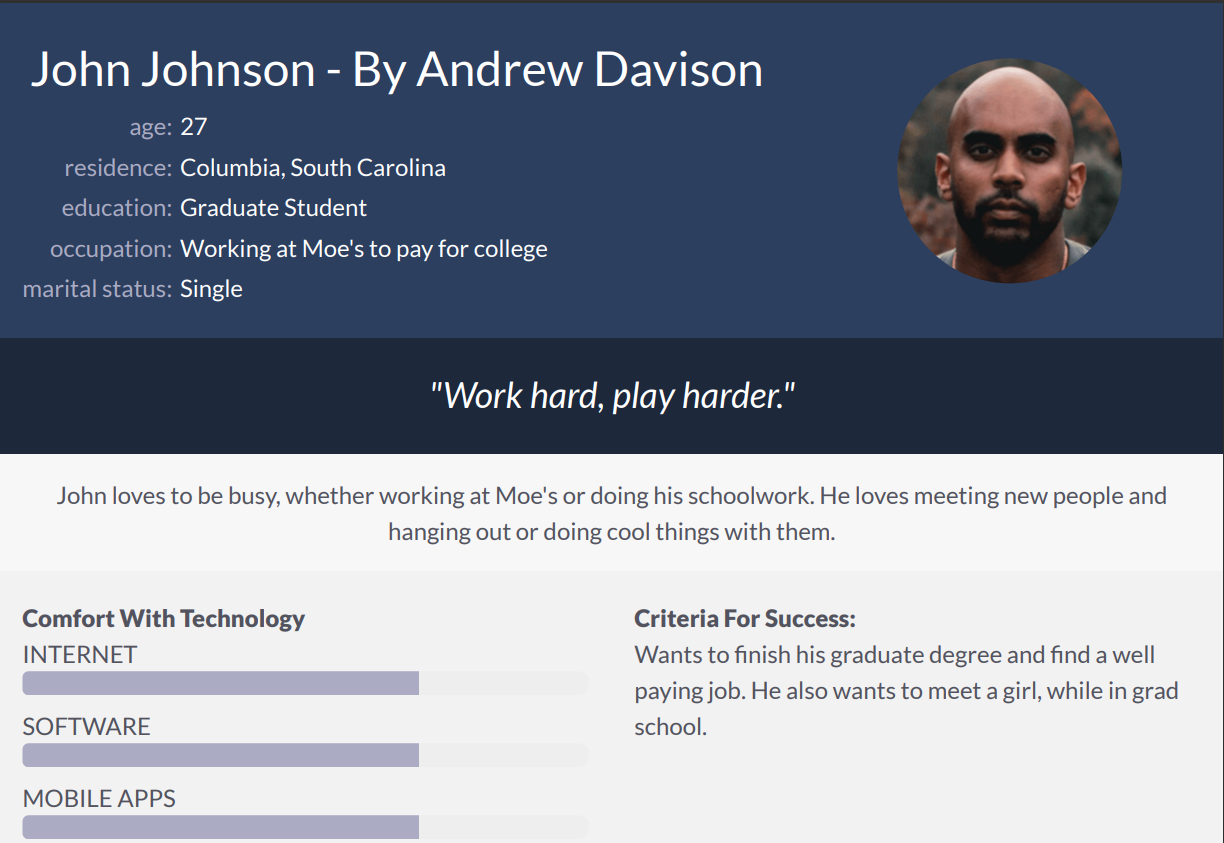 John Johnson - By Andrew Davison
age: 27
residence: Columbia, South Carolina
education: Graduate Student
occupation: Working at Moe's to pay for college
marital status: Single
"Work hard, play harder."
John loves to be busy, whether working at Moe's or doing his schoolwork. He loves meeting new people and
hanging out or doing cool things with them.
Comfort With Technology
INTERNET
SOFTWARE
MOBILE APPS
Criteria For Success:
Wants to finish his graduate degree and find a well
paying job. He also wants to meet a girl, while in grad
school.